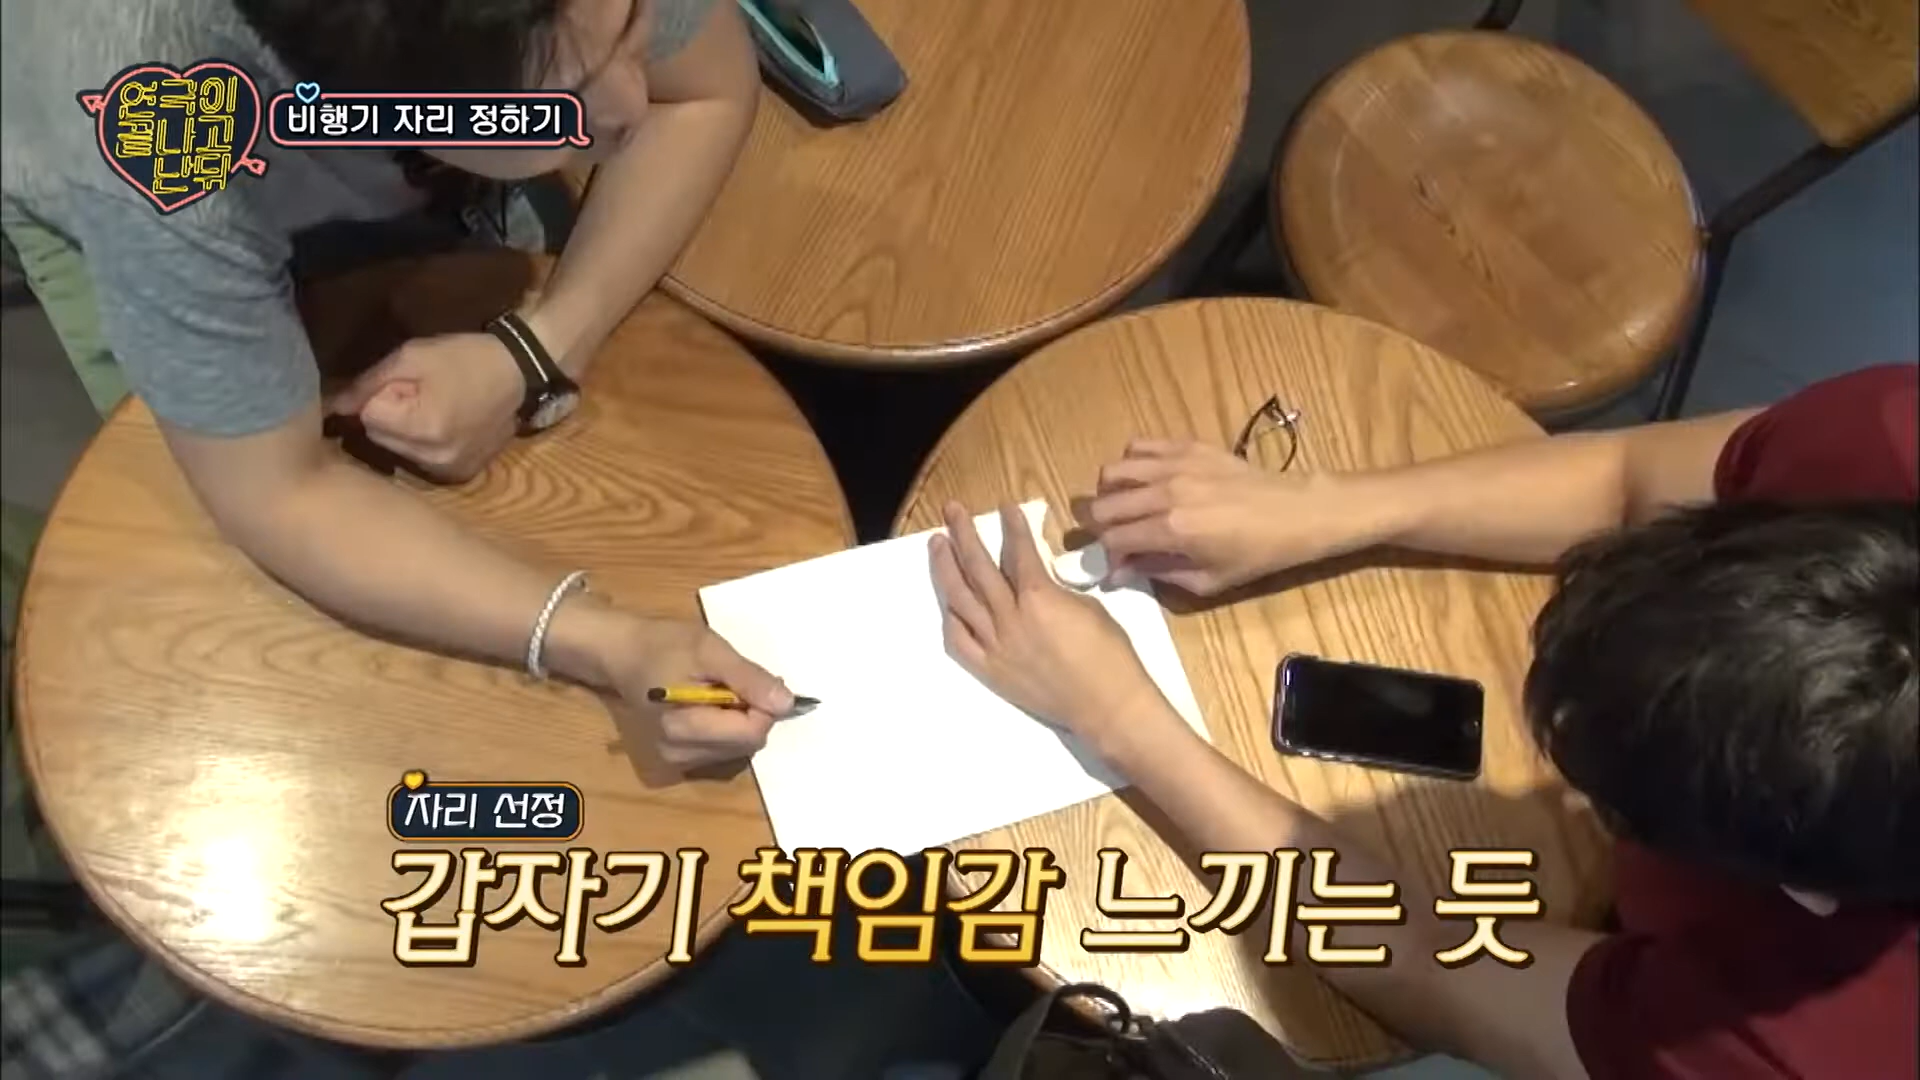 연극이
끝나고
난 뒤
비행기 자리 정하기
자리 선정
갑자기 책임감 느끼는 듯